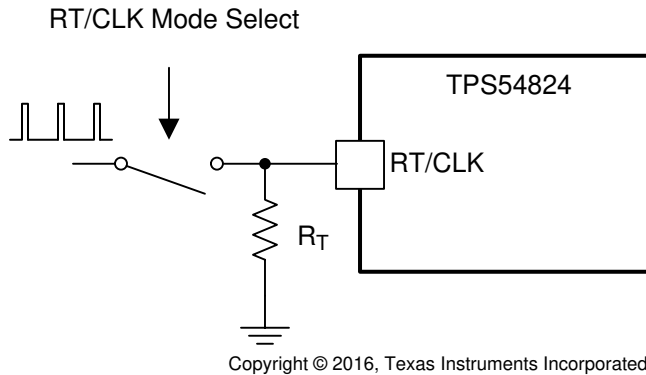 RT/CLK Mode Select
TPS54824
RT/CLK
RT
Copyright © 2016, Texas Instruments Incorporated